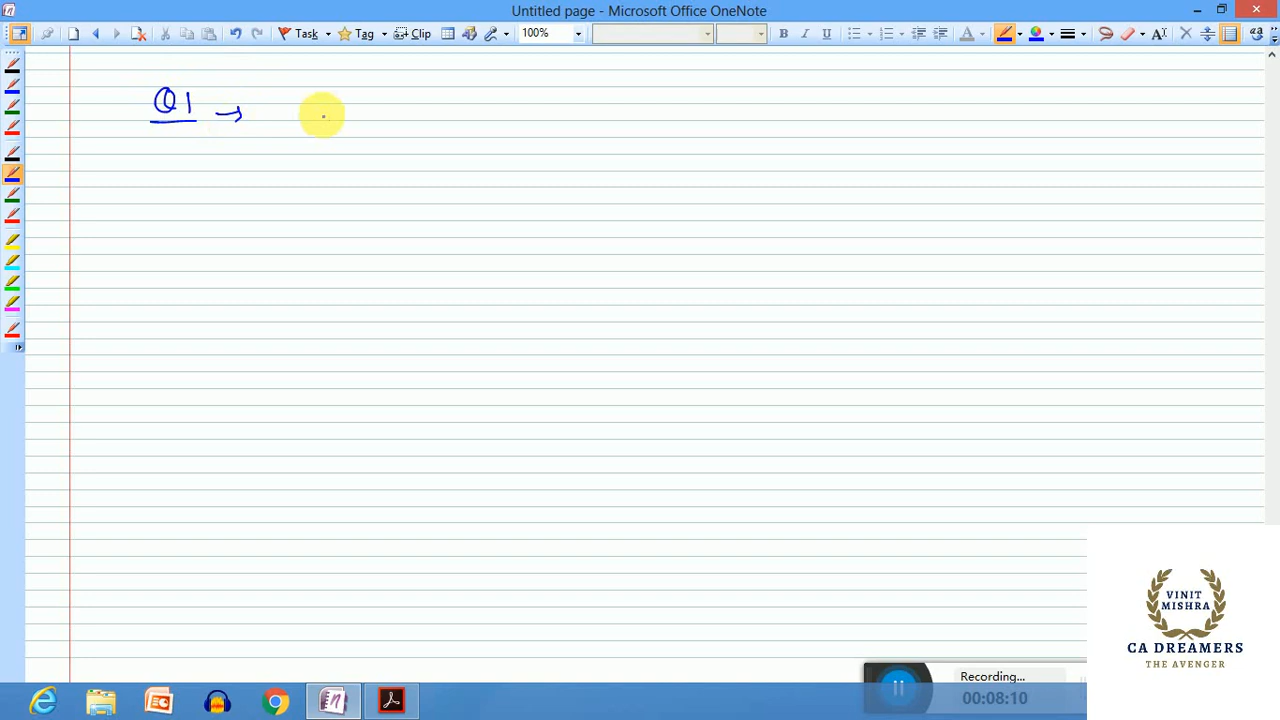 Untitled page - Microsoft Office OneNote
Task Tag Clip 100% B I U
Q1 →
VINIT
MISHRA
CA DREAMERS
THE AVENGER
Recording...
00:08:10